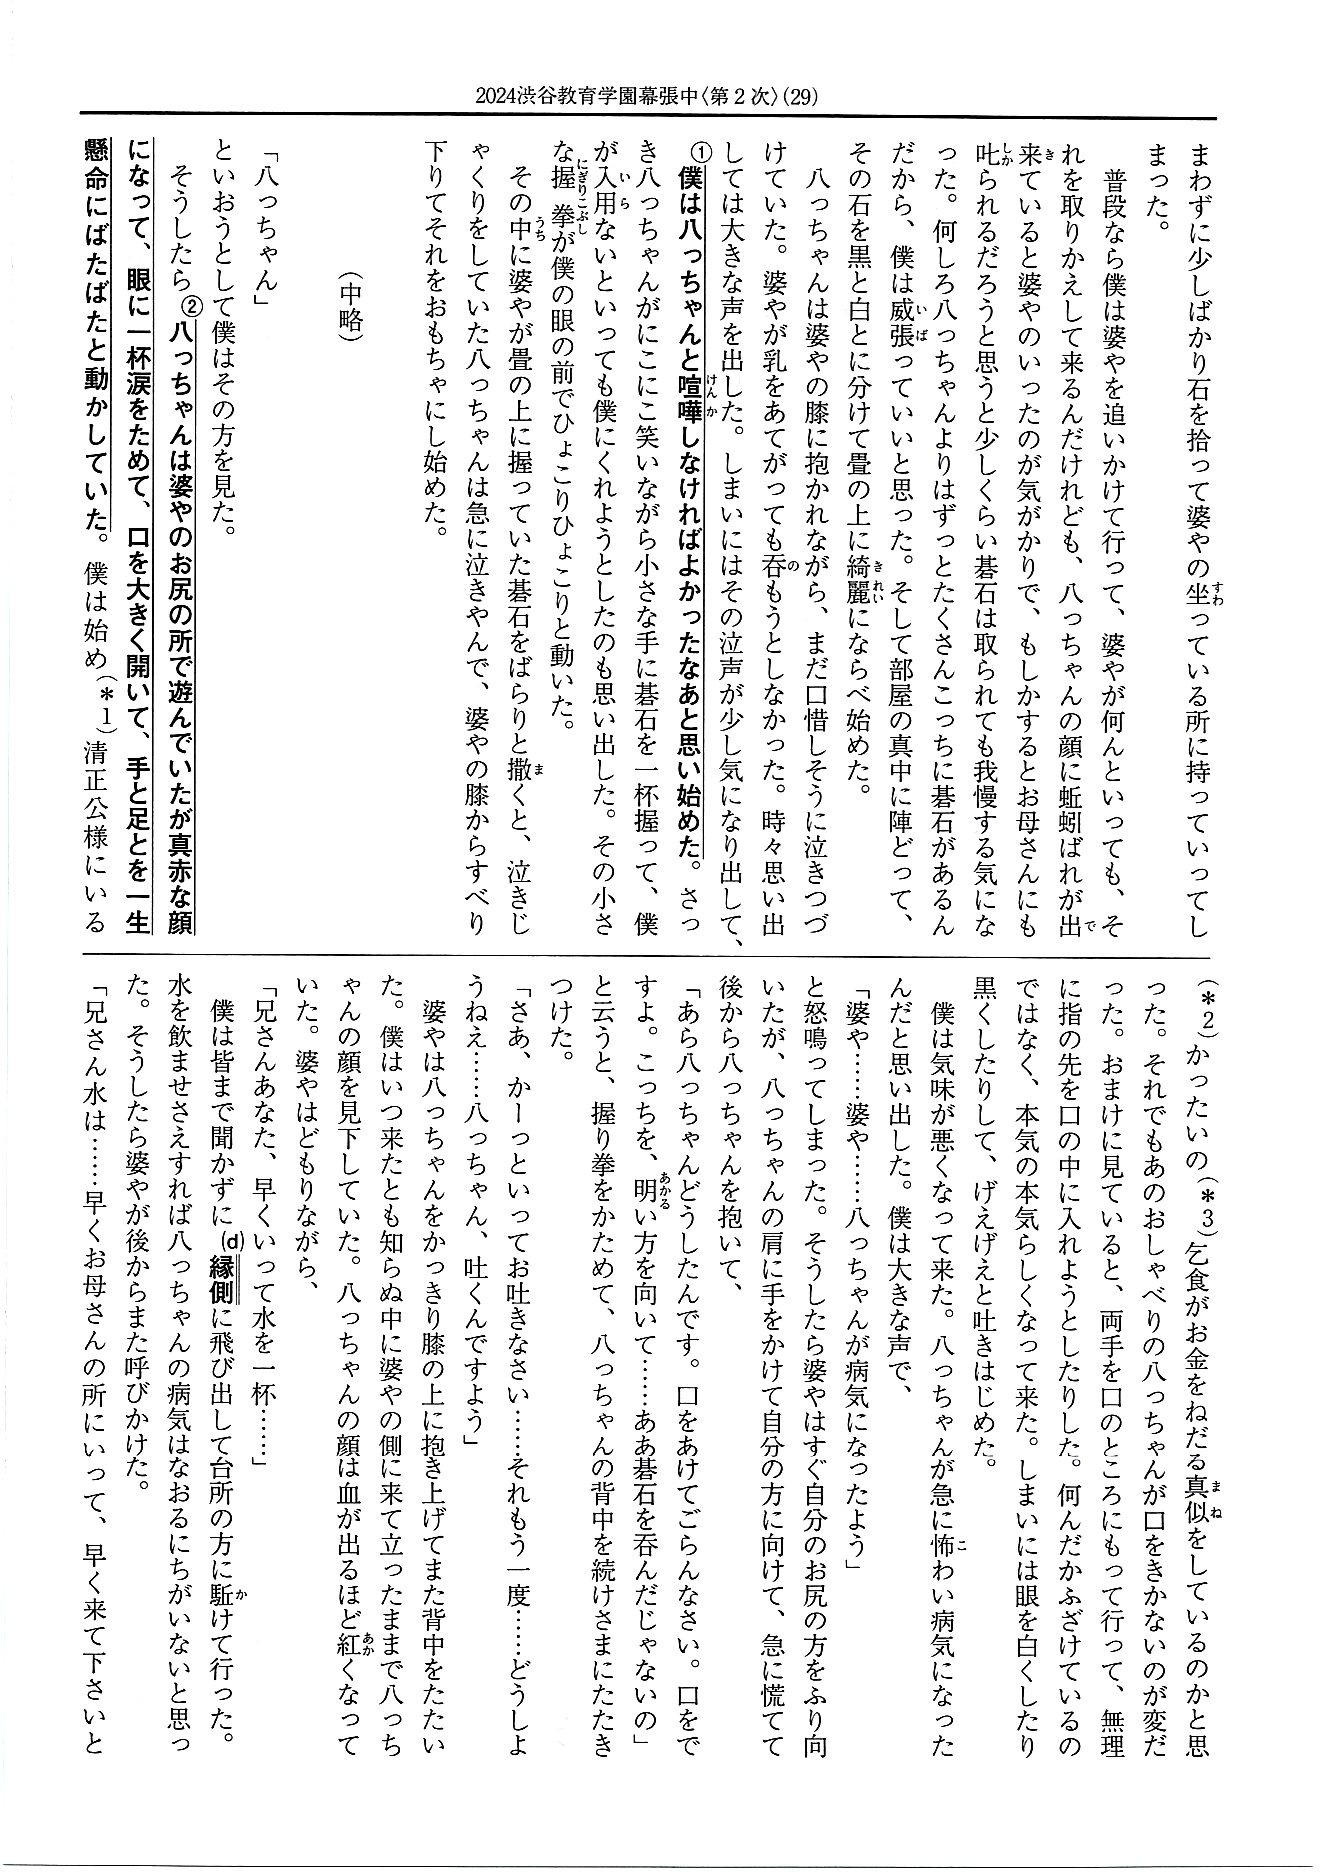 2024渋谷教育学園幕張中〈第2次〉(29)
まわずに少しばかり石を拾って婆やの坐っている所に持っていってし
まった。
　普段なら僕は婆やを追いかけて行って、婆やが何んといっても、そ
れを取りかえして来るんだけれども、八っちゃんの顔に蚯蚓ばれが出
来ていると婆やのいったのが気がかりで、もしかするとお母さんにも
叱られるだろうと思うと少しくらい碁石は取られても我慢する気にな
った。何しろ八っちゃんよりはずっとたくさんこっちに碁石があるん
だから、僕は威張っていいと思った。そして部屋の真中に陣どって、
その石を黒と白とに分けて畳の上に綺麗にならべ始めた。
　八っちゃんは婆やの膝に抱かれながら、まだ口惜しそうに泣きつづ
けていた。婆やが乳をあてがっても呑もうとしなかった。時々思い出
しては大きな声を出した。しまいにはその泣声が少し気になり出して、
①僕は八っちゃんと喧嘩しなければよかったなあと思い始めた。さっ
き八っちゃんがにこにこ笑いながら小さな手に碁石を一杯握って、僕
が入用ないといっても僕にくれようとしたのも思い出した。その小さ
な握拳が僕の眼の前でひょこりひょこりと動いた。
　その中に婆やが畳の上に握っていた碁石をばらりと撒くと、泣きじ
ゃくりをしていた八っちゃんは急に泣きやんで、婆やの膝からすべり
下りてそれをおもちゃにし始めた。
（中略）
「八っちゃん」
といおうとして僕はその方を見た。
　そうしたら②八っちゃんは婆やのお尻の所で遊んでいたが真赤な顔
になって、眼に一杯涙をためて、口を大きく開いて、手と足とを一生
懸命にばたばたと動かしていた。僕は始め（＊1）清正公様にいる
（＊2）かったいの（＊3）乞食がお金をねだる真似をしているのかと思
った。それでもあのおしゃべりの八っちゃんが口をきかないのが変だ
った。おまけに見ていると、両手を口のところにもって行って、無理
に指の先を口の中に入れようとしたりした。何んだかふざけているの
ではなく、本気の本気らしくなって来た。しまいには眼を白くしたり
黒くしたりして、げえげえと吐きはじめた。
　僕は気味が悪くなって来た。八っちゃんが急に怖わい病気になった
んだと思い出した。僕は大きな声で、
「婆や……婆や……八っちゃんが病気になったよう」
と怒鳴ってしまった。そうしたら婆やはすぐ自分のお尻の方をふり向
いたが、八っちゃんの肩に手をかけて自分の方に向けて、急に慌てて
後から八っちゃんを抱いて、
「あら八っちゃんどうしたんです。口をあけてごらんなさい。口をで
すよ。こっちを、明い方を向いて……ああ碁石を呑んだじゃないの」
と云うと、握り拳をかためて、八っちゃんの背中を続けさまにたたき
つけた。
「さあ、かーっといってお吐きなさい……それもう一度……どうしよ
うねえ……八っちゃん、吐くんですよう」
　婆やは八っちゃんをかっきり膝の上に抱き上げてまた背中をたたい
た。僕はいつ来たとも知らぬ中に婆やの側に来て立ったままで八っち
ゃんの顔を見下していた。八っちゃんの顔は血が出るほど紅くなって
いた。婆やはどもりながら、
「兄さんあなた、早くいって水を一杯……」
　僕は皆まで聞かずに(d)縁側に飛び出して台所の方に駈けて行った。
水を飲ませさえすれば八っちゃんの病気はなおるにちがいないと思っ
た。そうしたら婆やが後からまた呼びかけた。
「兄さん水は……早くお母さんの所にいって、早く来て下さいと